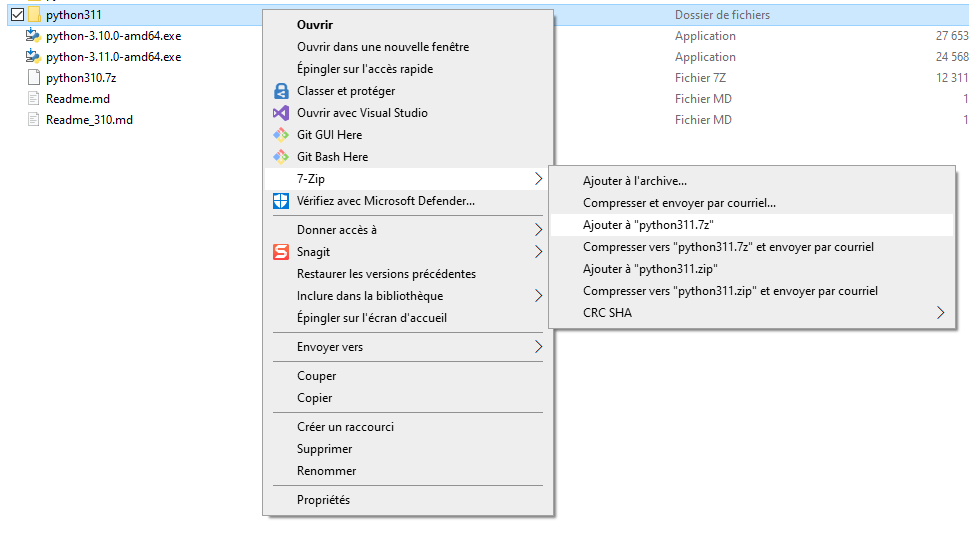 python311 Dossier de fichiers
python-3.10.0-amd64.exe Application 27 653
python-3.11.0-amd64.exe Application 24 568
python310.7z Fichier 7Z 12 311
Readme.md Fichier MD 1
Readme_310.md Fichier MD 1
Ouvrir
Ouvrir dans une nouvelle fenêtre
Épingler sur l'accès rapide
Classer et protéger
Ouvrir avec Visual Studio
Git GUI Here
Git Bash Here
7-Zip
Vérifiez avec Microsoft Defender...
Donner accès à
Snagit
Restaurer les versions précédentes
Inclure dans la bibliothèque
Épingler sur l'écran d'accueil
Envoyer vers
Couper
Copier
Créer un raccourci
Supprimer
Renommer
Propriétés
Ajouter à l'archive...
Compresser et envoyer par courriel...
Ajouter à "python311.7z"
Compresser vers "python311.7z" et envoyer par courriel
Ajouter à "python311.zip"
Compresser vers "python311.zip" et envoyer par courriel
CRC SHA